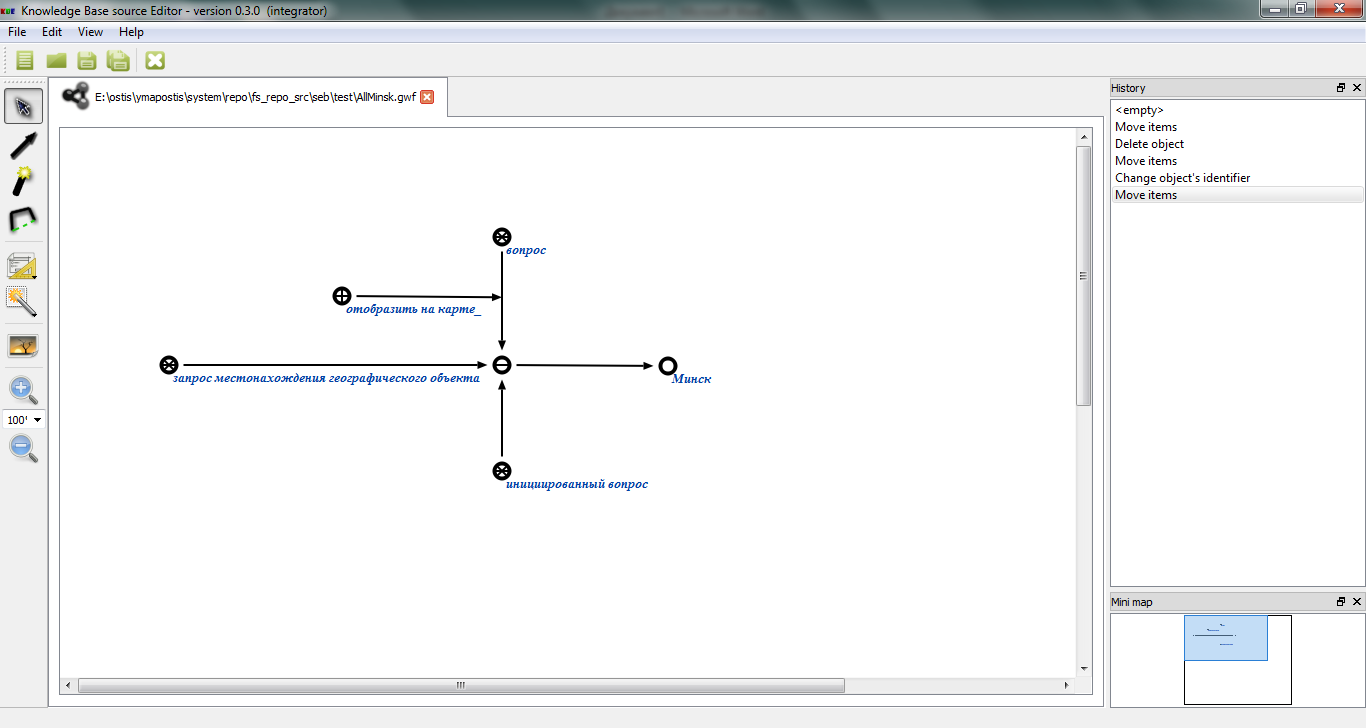 Knowledge Base source Editor - version 0.3.0 (integrator)
File Edit View Help
E:\ostis\ymapostis\system\repo\fs_repo_src\seb\test\AllMinsk.gwf
вопрос
отобразить на карте_
запрос местонахождения географического объекта
Минск
инициированный вопрос
100%
History
<empty>
Move items
Delete object
Move items
Change object's identifier
Move items
Mini map